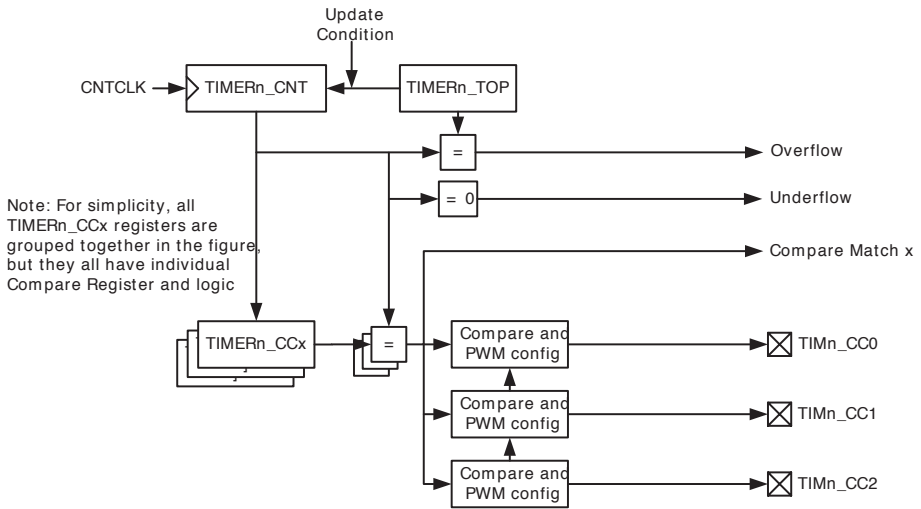 Update
Condition
CNTCLK
TIMERn_CNT
TIMERn_TOP
=
Overflow
= 0
Underflow
Note: For simplicity, all
TIMERn_CCx registers are
grouped together in the figure,
but they all have individual
Compare Register and logic
Compare Match x
TIMERn_CCx
=
Compare and
PWM config
TIMn_CC0
Compare and
PWM config
TIMn_CC1
Compare and
PWM config
TIMn_CC2